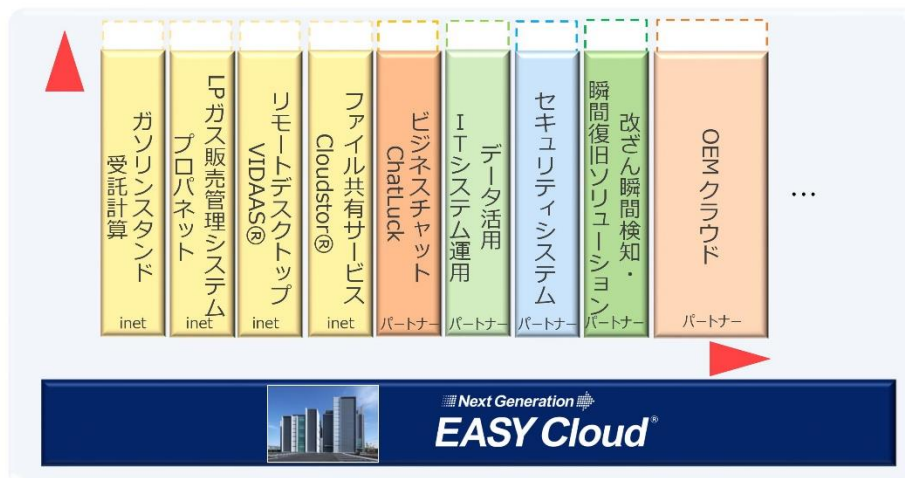 ガソリンスタンド
受託計算
inet
LPガス販売管理システム
プロパネット
inet
リモートデスクトップ
VIDAS®
inet
ファイル共有サービス
Cloudstor®
inet
ビジネスチャット
ChatLuck
パートナー
データ活用
ITシステム運用
パートナー
セキュリティシステム
パートナー
改ざん瞬間検知・
瞬間復旧ソリューション
パートナー
OEMクラウド
パートナー
…
Next Generation
EASY Cloud®